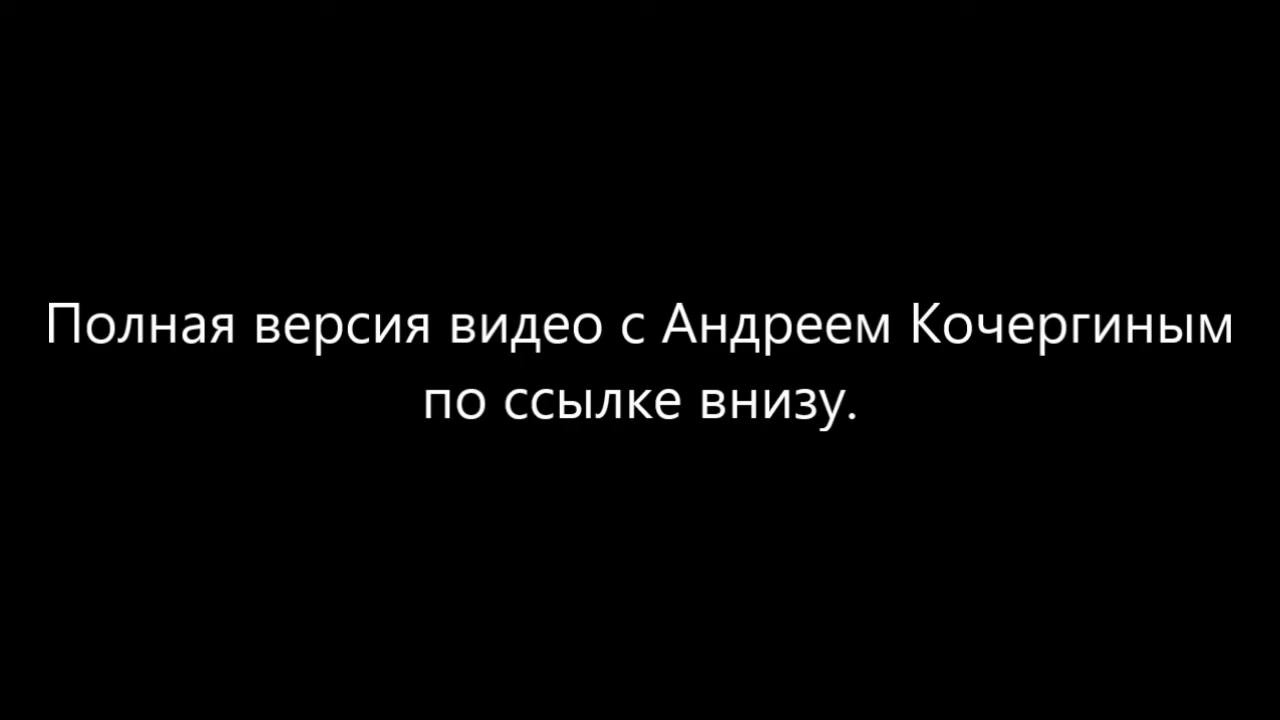 Полная версия видео с Андреем Кочергиным
по ссылке внизу.